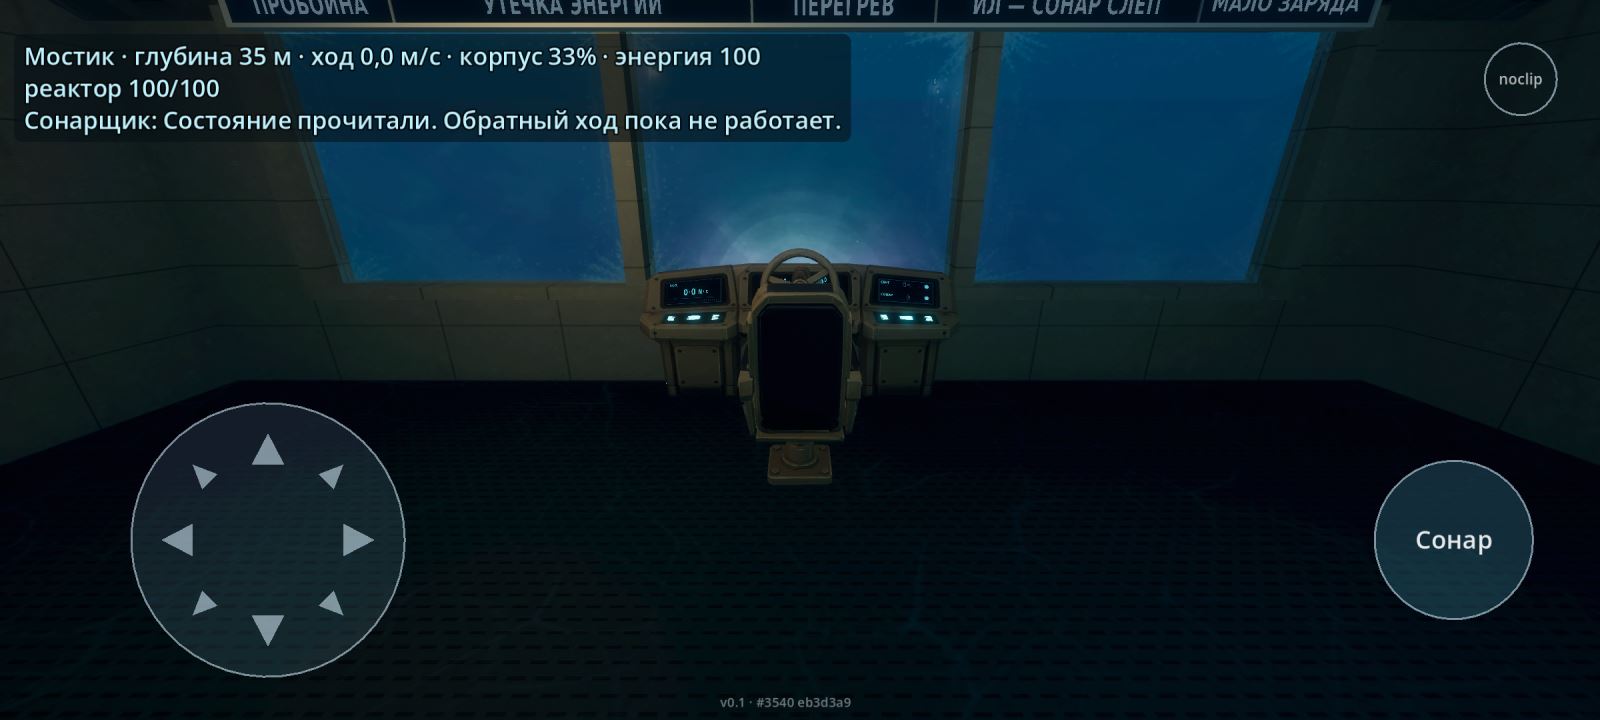 ПРОБОИНА УТЕЧКА ЭНЕРГИИ ПЕРЕГРЕВ ИЛ — СОНАР СЛЕП МАЛО ЗАРЯДА
Мостик · глубина 35 м · ход 0,0 м/с · корпус 33% · энергия 100
реактор 100/100
Сонарщик: Состояние прочитали. Обратный ход пока не работает.
noclip
Сонар
v0.1 · #3540 eb3d3a9